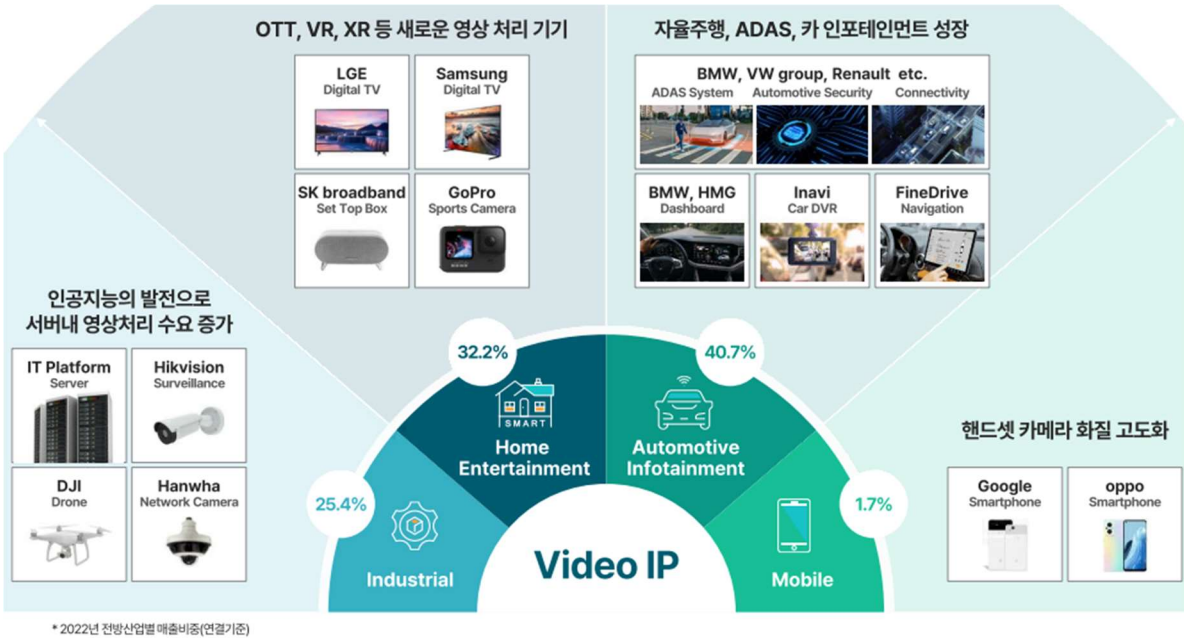 OTT, VR, XR 등 새로운 영상 처리 기기
LGE
Digital TV
Samsung
Digital TV
SK broadband
Set Top Box
GoPro
Sports Camera
자율주행, ADAS, 카 인포테인먼트 성장
BMW, VW group, Renault etc.
ADAS System
Automotive Security
Connectivity
BMW, HMG
Dashboard
Inavi
Car DVR
FineDrive
Navigation
인공지능의 발전으로
서버내 영상처리 수요 증가
IT Platform
Server
Hikvision
Surveillance
DJI
Drone
Hanwha
Network Camera
핸드셋 카메라 화질 고도화
Google
Smartphone
oppo
Smartphone
25.4%
Industrial
32.2%
SMART
Home
Entertainment
40.7%
Automotive
Infotainment
1.7%
Mobile
Video IP
* 2022년 전방산업별 매출비중(연결기준)